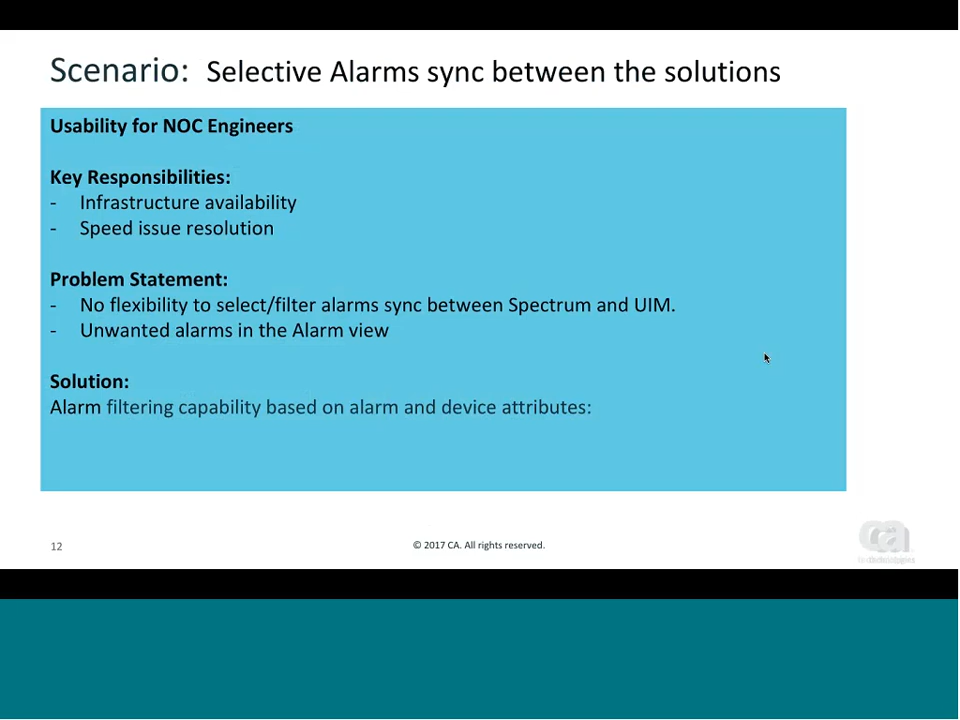 Scenario: Selective Alarms sync between the solutions
Usability for NOC Engineers
Key Responsibilities:
- Infrastructure availability
- Speed issue resolution
Problem Statement:
- No flexibility to select/filter alarms sync between Spectrum and UIM.
- Unwanted alarms in the Alarm view
Solution:
Alarm filtering capability based on alarm and device attributes:
12
© 2017 CA. All rights reserved.
ca
technologies